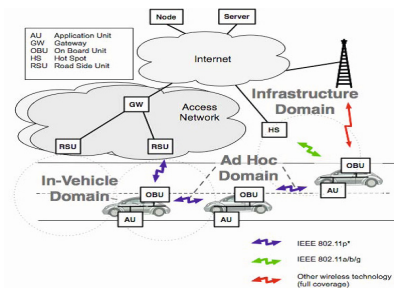 Node
Server
AU Application Unit
GW Gateway
OBU On Board Unit
HS Hot Spot
RSU Road Side Unit
Internet
Infrastructure
Domain
GW
Access
Network
HS
RSU
RSU
Ad Hoc
Domain
In-Vehicle
Domain
OBU
AU
OBU
AU
OBU
AU
IEEE 802.11p*
IEEE 802.11a/b/g
Other wireless technology
(full coverage)